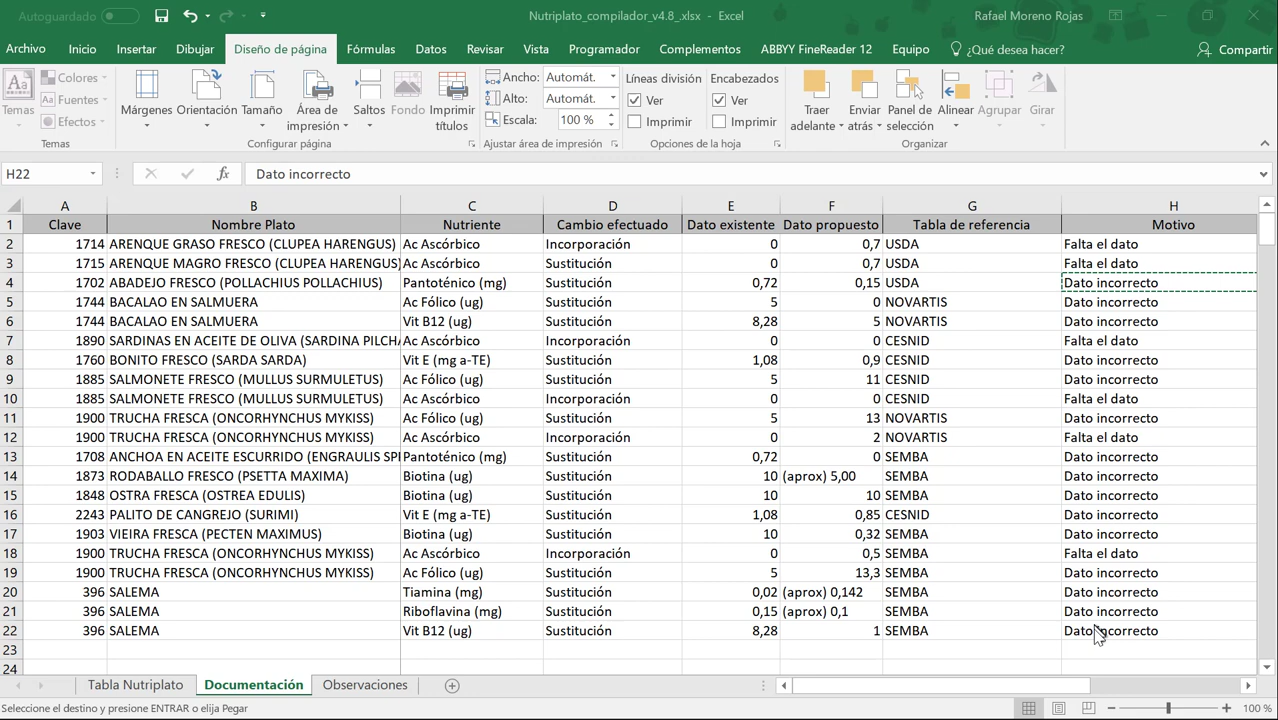 Autoguardado
Nutriplato_compilador_v4.8_.xlsx - Excel
Rafael Moreno Rojas
Archivo Inicio Insertar Dibujar Diseño de página Fórmulas Datos Revisar Vista Programador Complementos ABBYY FineReader 12 Equipo ¿Qué desea hacer? Compartir
Temas
Colores
Fuentes
Efectos
Temas
Márgenes
Orientación
Tamaño
Área de impresión
Saltos
Fondo
Imprimir títulos
Configurar página
Ancho: Automát.
Alto: Automát.
Escala: 100 %
Ajustar área de impresión
Líneas división
Ver
Imprimir
Encabezados
Ver
Imprimir
Opciones de la hoja
Traer adelante
Enviar atrás
Panel de selección
Alinear
Agrupar
Girar
Organizar
H22 fx Dato incorrecto
A B C D E F G H
1 Clave Nombre Plato Nutriente Cambio efectuado Dato existente Dato propuesto Tabla de referencia Motivo
2 1714 ARENQUE GRASO FRESCO (CLUPEA HARENGUS) Ac Ascórbico Incorporación 0 0,7 USDA Falta el dato
3 1715 ARENQUE MAGRO FRESCO (CLUPEA HARENGUS) Ac Ascórbico Sustitución 0 0,7 USDA Falta el dato
4 1702 ABADEJO FRESCO (POLLACHIUS POLLACHIUS) Pantoténico (mg) Sustitución 0,72 0,15 USDA Dato incorrecto
5 1744 BACALAO EN SALMUERA Ac Fólico (ug) Sustitución 5 0 NOVARTIS Dato incorrecto
6 1744 BACALAO EN SALMUERA Vit B12 (ug) Sustitución 8,28 5 NOVARTIS Dato incorrecto
7 1890 SARDINAS EN ACEITE DE OLIVA (SARDINA PILCHA Ac Ascórbico Incorporación 0 0 CESNID Falta el dato
8 1760 BONITO FRESCO (SARDA SARDA) Vit E (mg a-TE) Sustitución 1,08 0,9 CESNID Dato incorrecto
9 1885 SALMONETE FRESCO (MULLUS SURMULETUS) Ac Fólico (ug) Sustitución 5 11 CESNID Dato incorrecto
10 1885 SALMONETE FRESCO (MULLUS SURMULETUS) Ac Ascórbico Incorporación 0 0 CESNID Falta el dato
11 1900 TRUCHA FRESCA (ONCORHYNCHUS MYKISS) Ac Fólico (ug) Sustitución 5 13 NOVARTIS Dato incorrecto
12 1900 TRUCHA FRESCA (ONCORHYNCHUS MYKISS) Ac Ascórbico Incorporación 0 2 NOVARTIS Falta el dato
13 1708 ANCHOA EN ACEITE ESCURRIDO (ENGRAULIS SPI Pantoténico (mg) Sustitución 0,72 0 SEMBA Dato incorrecto
14 1873 RODABALLO FRESCO (PSETTA MAXIMA) Biotina (ug) Sustitución 10 (aprox) 5,00 SEMBA Dato incorrecto
15 1848 OSTRA FRESCA (OSTREA EDULIS) Biotina (ug) Sustitución 10 10 SEMBA Dato incorrecto
16 2243 PALITO DE CANGREJO (SURIMI) Vit E (mg a-TE) Sustitución 1,08 0,85 CESNID Dato incorrecto
17 1903 VIEIRA FRESCA (PECTEN MAXIMUS) Biotina (ug) Sustitución 10 0,32 SEMBA Dato incorrecto
18 1900 TRUCHA FRESCA (ONCORHYNCHUS MYKISS) Ac Ascórbico Incorporación 0 0,5 SEMBA Falta el dato
19 1900 TRUCHA FRESCA (ONCORHYNCHUS MYKISS) Ac Fólico (ug) Sustitución 5 13,3 SEMBA Dato incorrecto
20 396 SALEMA Tiamina (mg) Sustitución 0,02 (aprox) 0,142 SEMBA Dato incorrecto
21 396 SALEMA Riboflavina (mg) Sustitución 0,15 (aprox) 0,1 SEMBA Dato incorrecto
22 396 SALEMA Vit B12 (ug) Sustitución 8,28 1 SEMBA Dato incorrecto
23
24
Tabla Nutriplato Documentación Observaciones
Seleccione el destino y presione ENTRAR o elija Pegar
100 %